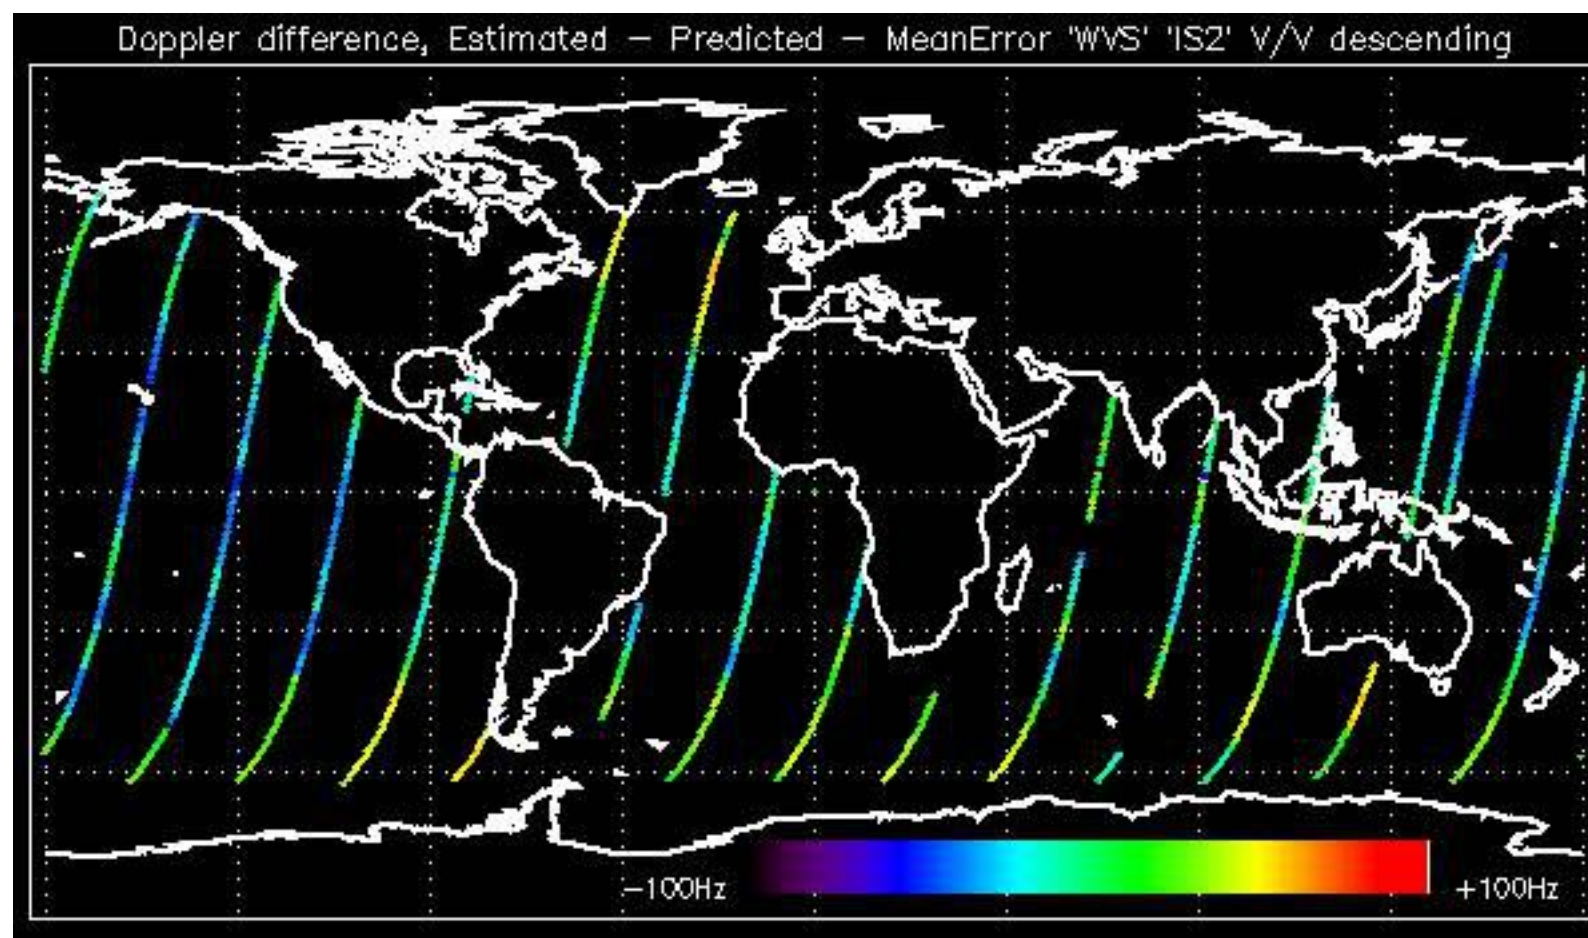 Doppler difference, Estimated − Predicted − MeanError 'WVS' 'IS2' V/V descending
−100Hz +100Hz